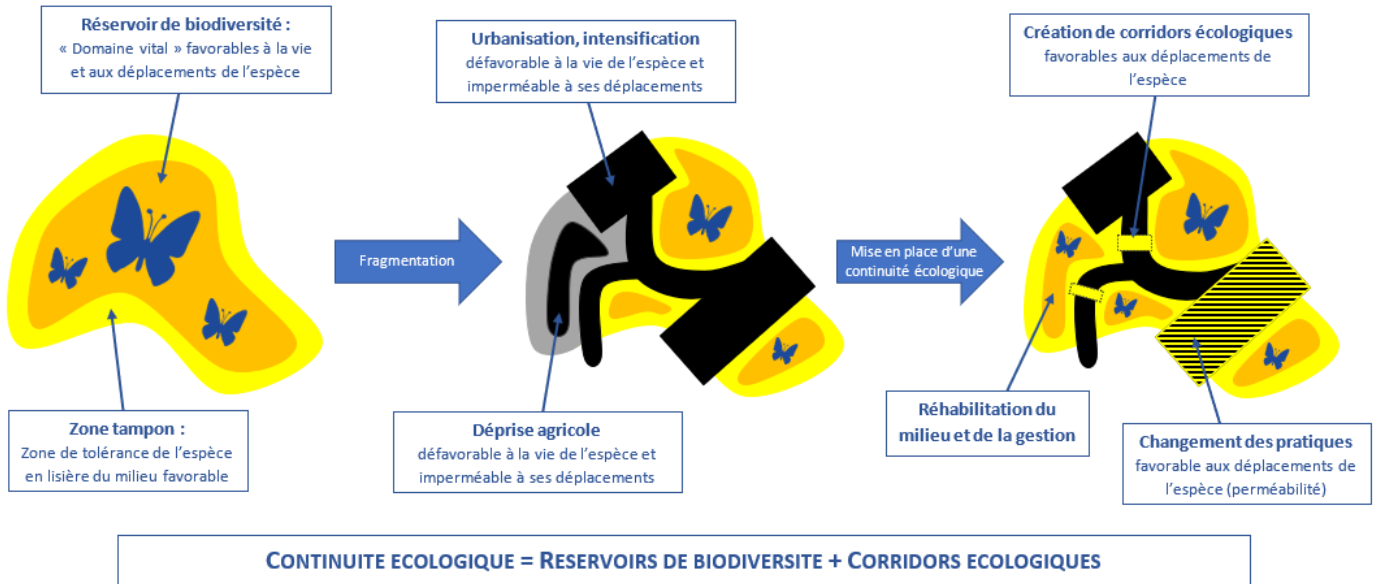 Réservoir de biodiversité :
« Domaine vital » favorables à la vie
et aux déplacements de l'espèce
Zone tampon :
Zone de tolérance de l'espèce
en lisière du milieu favorable
Fragmentation
Urbanisation, intensification
défavorable à la vie de l'espèce et
imperméable à ses déplacements
Déprise agricole
défavorable à la vie de l'espèce et
imperméable à ses déplacements
Mise en place d'une
continuité écologique
Création de corridors écologiques
favorables aux déplacements de
l'espèce
Réhabilitation du
milieu et de la gestion
Changement des pratiques
favorable aux déplacements de
l'espèce (perméabilité)
CONTINUITE ECOLOGIQUE = RESERVOIRS DE BIODIVERSITE + CORRIDORS ECOLOGIQUES